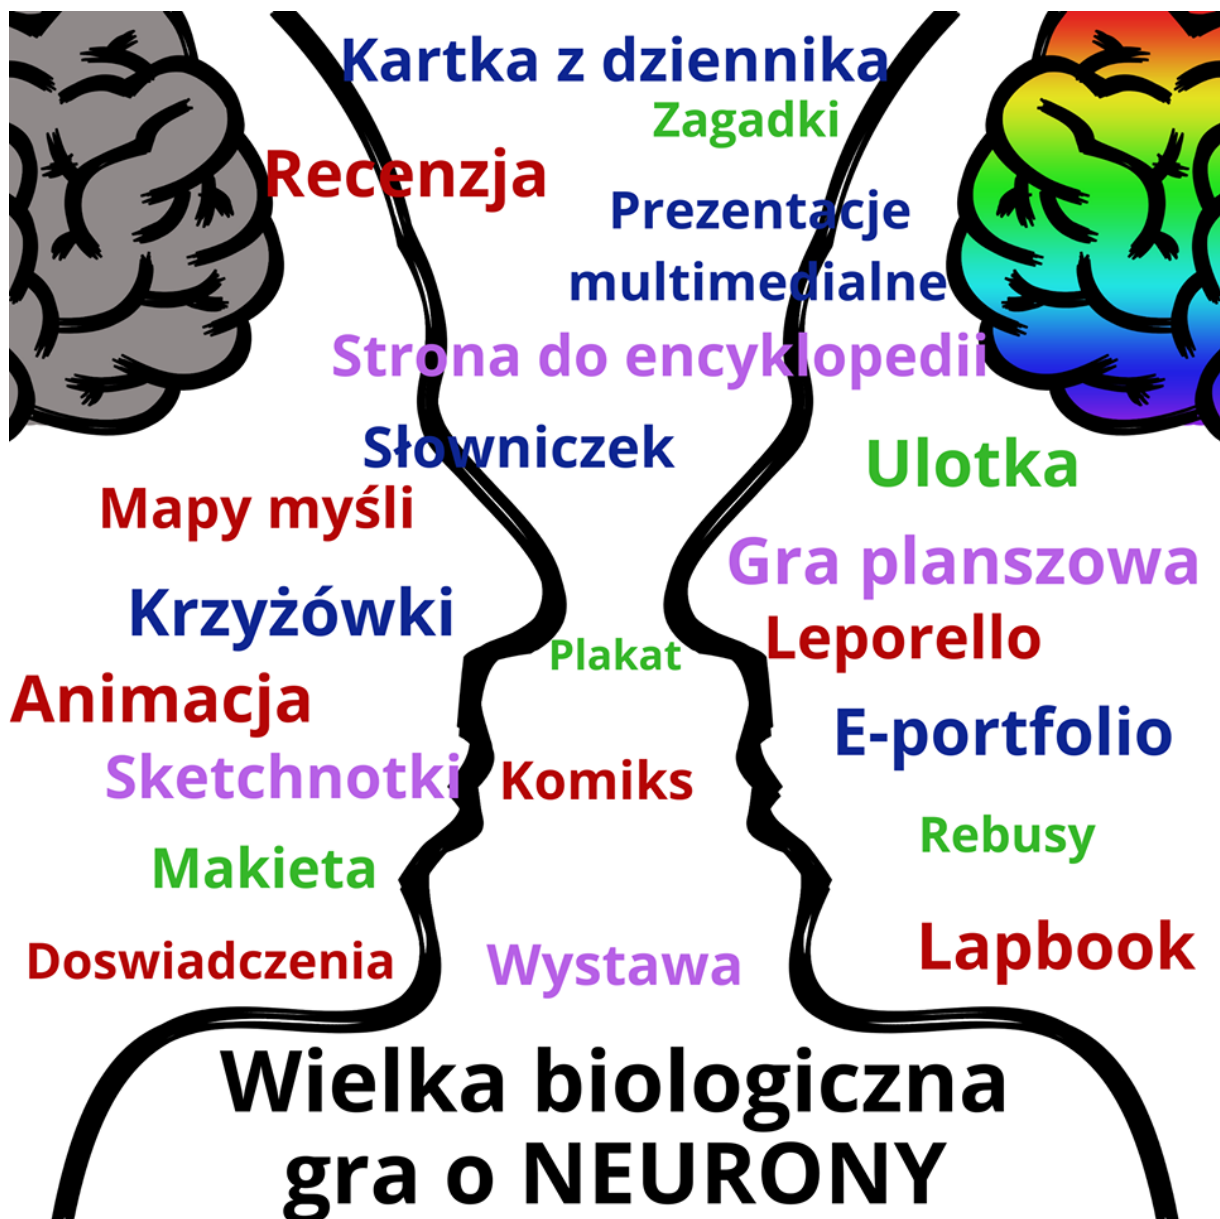 Kartka z dziennika
Zagadki
Recenzja
Prezentacje
multimedialne
Strona do encyklopedii
Słowniczek
Ulotka
Mapy myśli
Gra planszowa
Krzyżówki
Leporello
Plakat
Animacja
E-portfolio
Sketchnotki
Komiks
Rebusy
Makieta
Lapbook
Doswiadczenia
Wystawa
Wielka biologiczna
gra o NEURONY